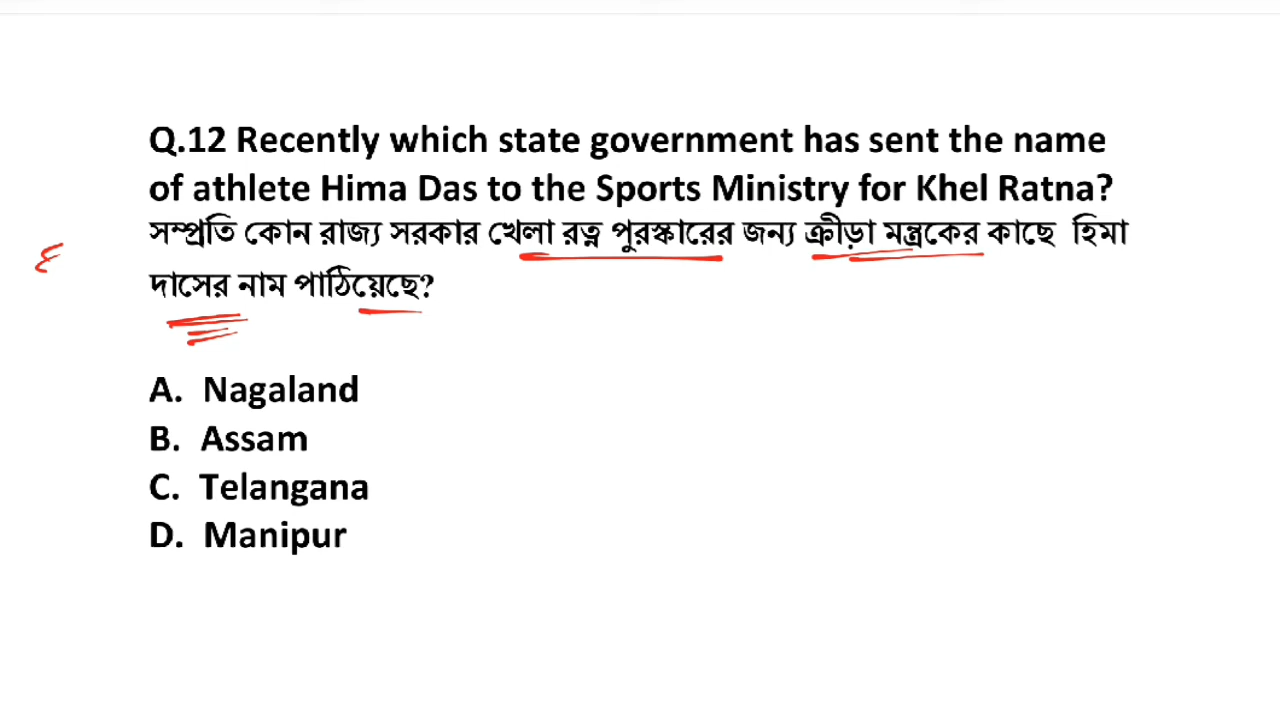 Q.12 Recently which state government has sent the name
of athlete Hima Das to the Sports Ministry for Khel Ratna?
সম্প্রতি কোন রাজ্য সরকার খেলা রত্ন পুরস্কারের জন্য ক্রীড়া মন্ত্রকের কাছে হিমা
দাসের নাম পাঠিয়েছে?
A. Nagaland
B. Assam
C. Telangana
D. Manipur